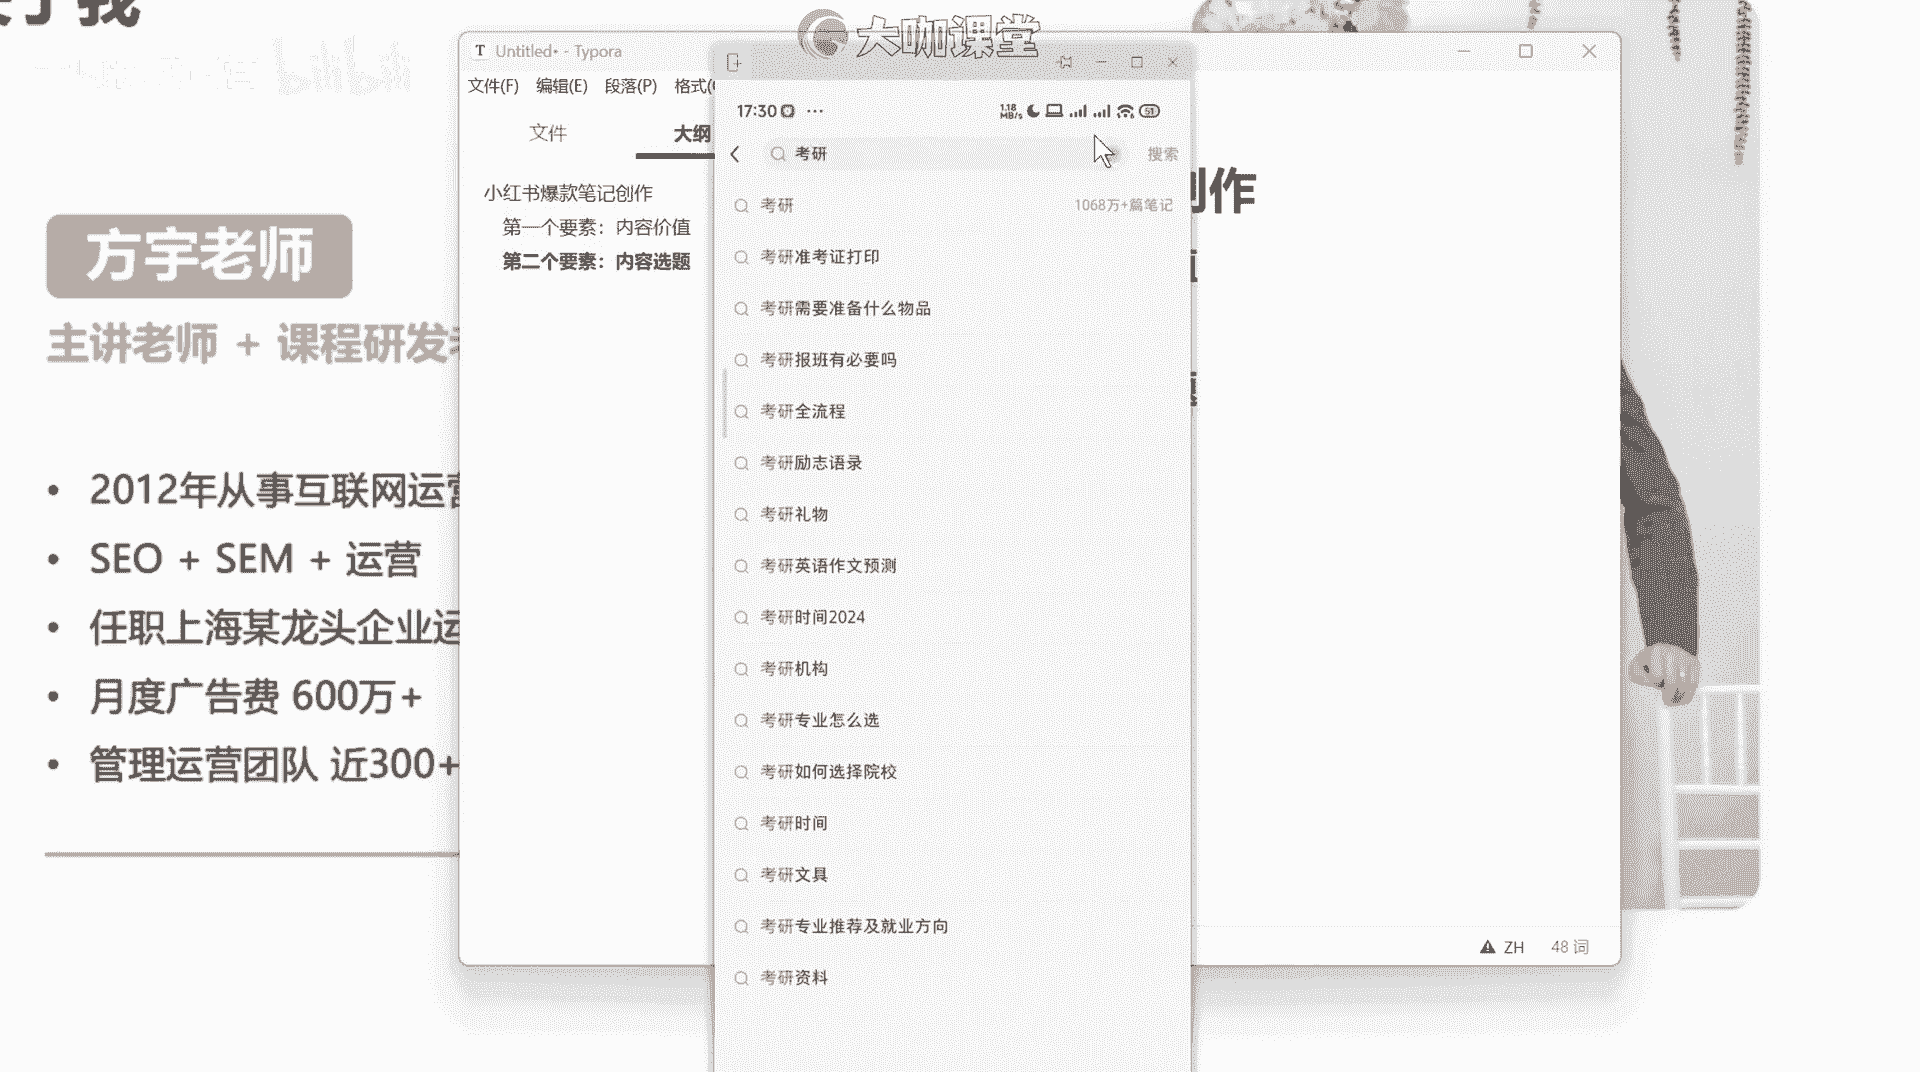 大咖课堂
bilibili
Untitled• - Typora
文件(F) 编辑(E) 段落(P) 格式(
文件 大纲
小红书爆款笔记创作
第一个要素：内容价值
第二个要素：内容选题
创作
ZH 48 词
17:30 ···
1.18 MB/s 51
考研 搜索
考研 1068万+篇笔记
考研准考证打印
考研需要准备什么物品
考研报班有必要吗
考研全流程
考研励志语录
考研礼物
考研英语作文预测
考研时间2024
考研机构
考研专业怎么选
考研如何选择院校
考研时间
考研文具
考研专业推荐及就业方向
考研资料
方宇老师
主讲老师 + 课程研发
• 2012年从事互联网运营
• SEO + SEM + 运营
• 任职上海某龙头企业运
• 月度广告费 600万+
• 管理运营团队 近300+